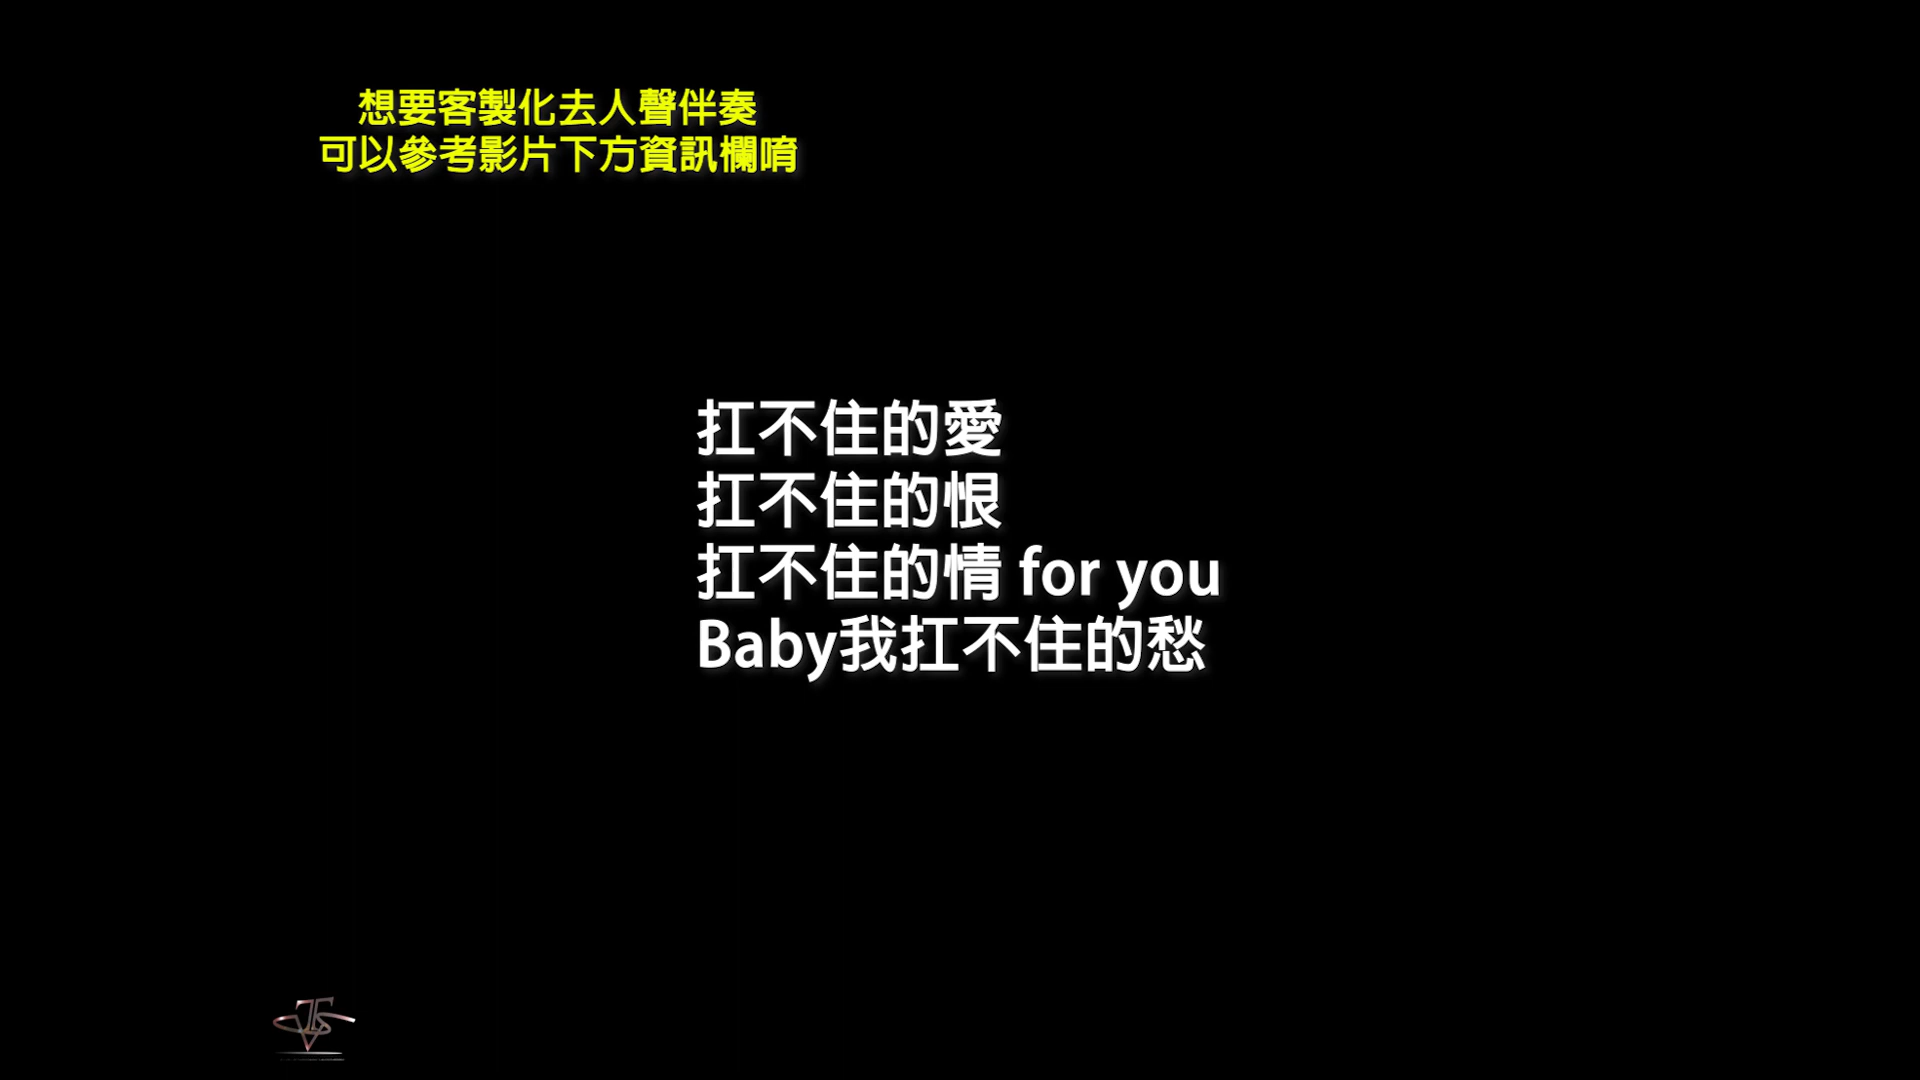 想要客製化去人聲伴奏
可以參考影片下方資訊欄唷
扛不住的愛
扛不住的恨
扛不住的情 for you
Baby我扛不住的愁